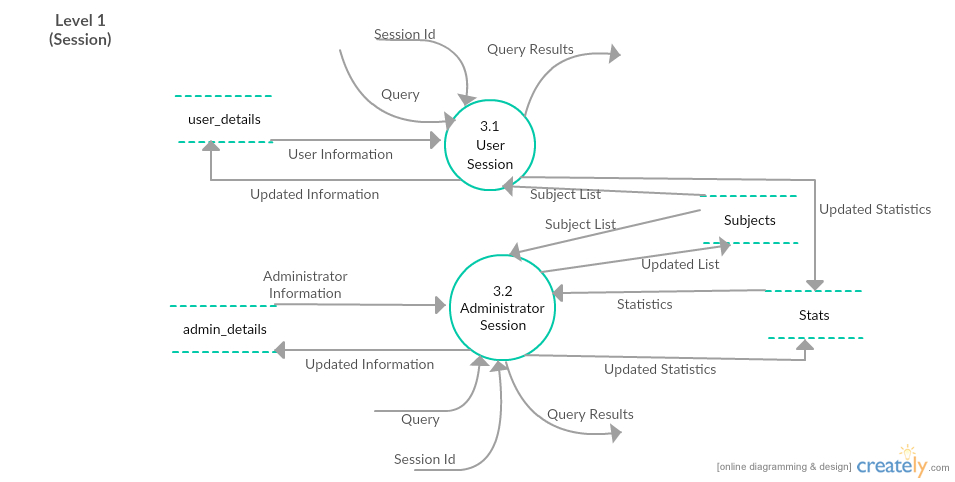 Level 1
(Session)
Session Id
Query Results
Query
user_details
3.1
User
Session
User Information
Updated Information
Subject List
Updated Statistics
Subjects
Subject List
Updated List
Administrator
Information
3.2
Administrator
Session
Statistics
Stats
admin_details
Updated Information
Updated Statistics
Query
Query Results
Session Id
[online diagramming & design] creately.com